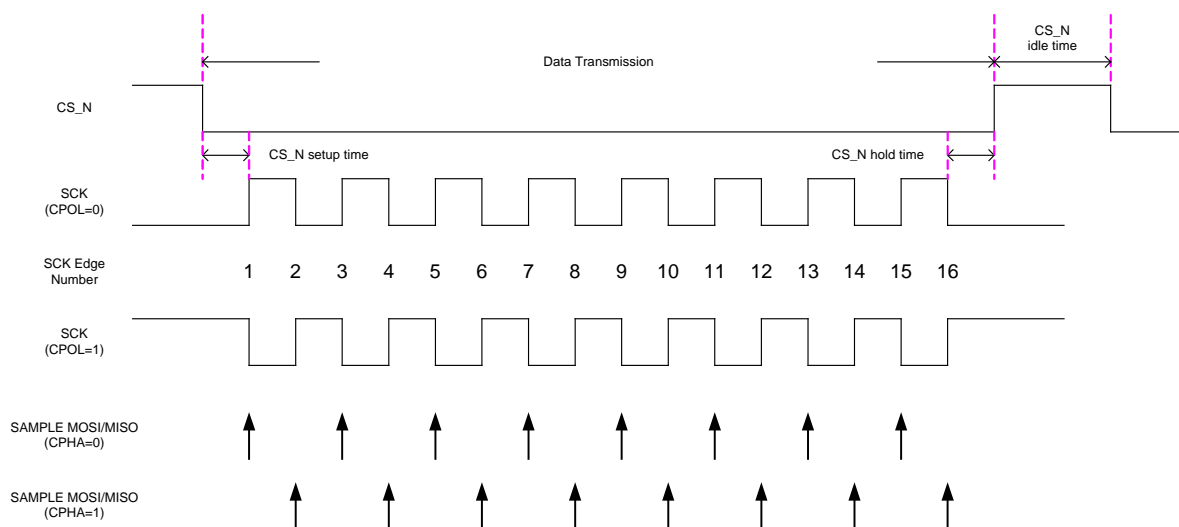 CS_N
idle time
Data Transmission
CS_N
CS_N setup time
CS_N hold time
SCK
(CPOL=0)
SCK Edge
Number
1 2 3 4 5 6 7 8 9 10 11 12 13 14 15 16
SCK
(CPOL=1)
SAMPLE MOSI/MISO
(CPHA=0)
SAMPLE MOSI/MISO
(CPHA=1)